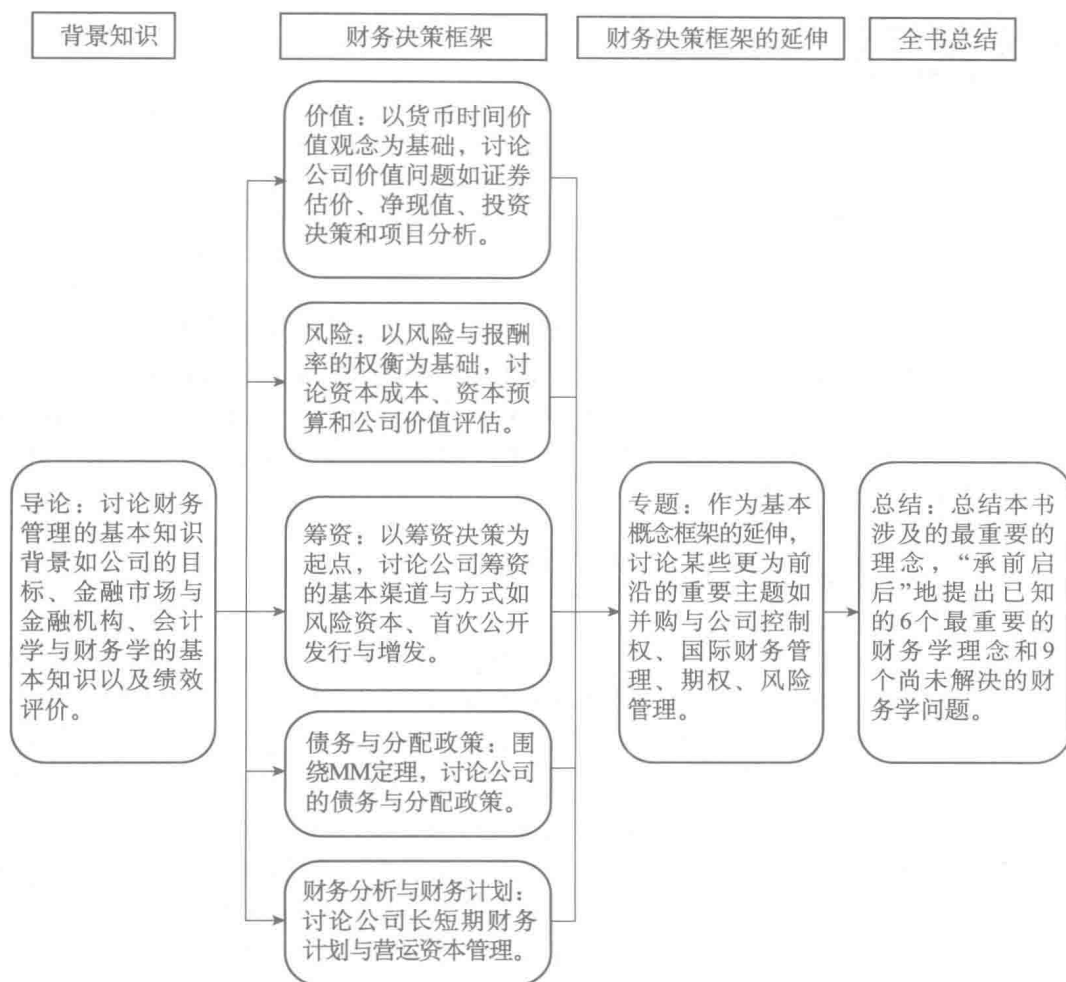 背景知识
财务决策框架
财务决策框架的延伸
全书总结
导论：讨论财务
管理的基本知识
背景如公司的目
标、金融市场与
金融机构、会计
学与财务学的基
本知识以及绩效
评价。
价值：以货币时间价
值观念为基础，讨论
公司价值问题如证券
估价、净现值、投资
决策和项目分析。
风险：以风险与报酬
率的权衡为基础，讨
论资本成本、资本预
算和公司价值评估。
筹资：以筹资决策为
起点，讨论公司筹资
的基本渠道与方式如
风险资本、首次公开
发行与增发。
债务与分配政策：围
绕MM定理，讨论公司
的债务与分配政策。
财务分析与财务计划：
讨论公司长短期财务
计划与营运资本管理。
专题：作为基本
概念框架的延伸，
讨论某些更为前
沿的重要主题如
并购与公司控制
权、国际财务管
理、期权、风险
管理。
总结：总结本书
涉及的最重要的
理念，“承前启
后”地提出已知
的6个最重要的
财务学理念和9
个尚未解决的财
务学问题。